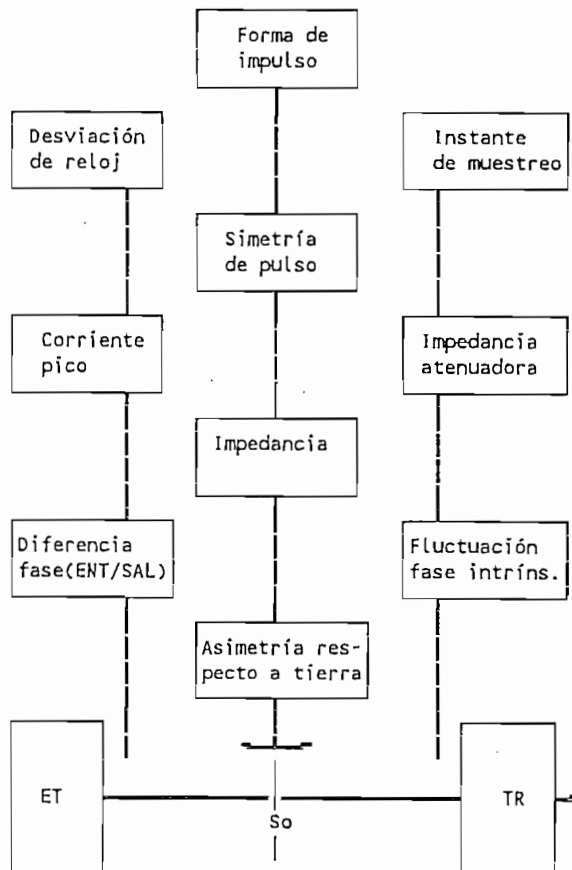 Forma de
impulso
Desviación
de reloj
Instante
de muestreo
Simetría
de pulso
Corriente
pico
Impedancia
atenuadora
Impedancia
Diferencia
fase(ENT/SAL)
Fluctuación
fase intríns.
Asimetría res-
pecto a tierra
ET
TR
So